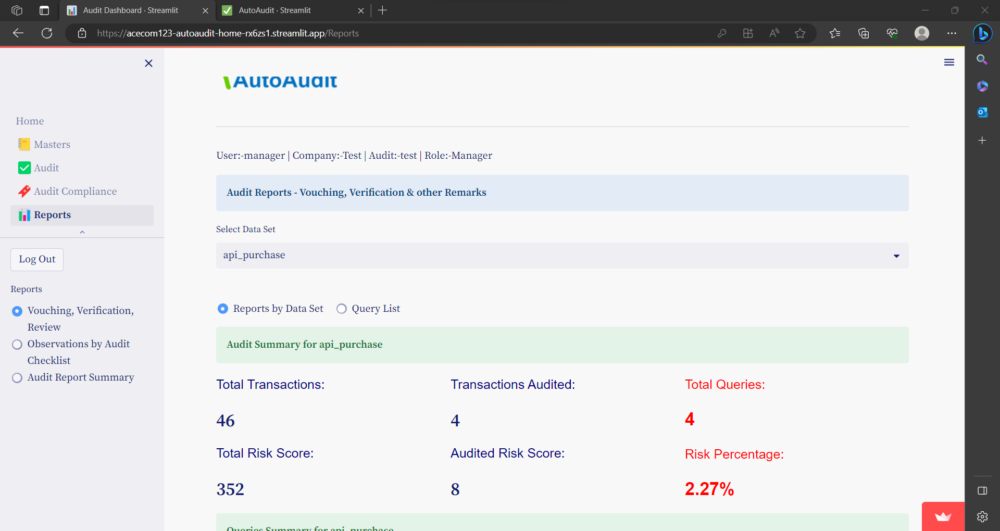 Audit Dashboard · Streamlit
AutoAudit · Streamlit
https://acecom123-autoaudit-home-rx6zs1.streamlit.app/Reports
Home
Masters
Audit
Audit Compliance
Reports
Log Out
Reports
Vouching, Verification,
Review
Observations by Audit
Checklist
Audit Report Summary
AutoAudit
User:-manager | Company:-Test | Audit:-test | Role:-Manager
Audit Reports - Vouching, Verification & other Remarks
Select Data Set
api_purchase
Reports by Data Set
Query List
Audit Summary for api_purchase
Total Transactions:
Transactions Audited:
Total Queries:
46
4
4
Total Risk Score:
Audited Risk Score:
Risk Percentage:
352
8
2.27%
Queries Summary for api_purchase